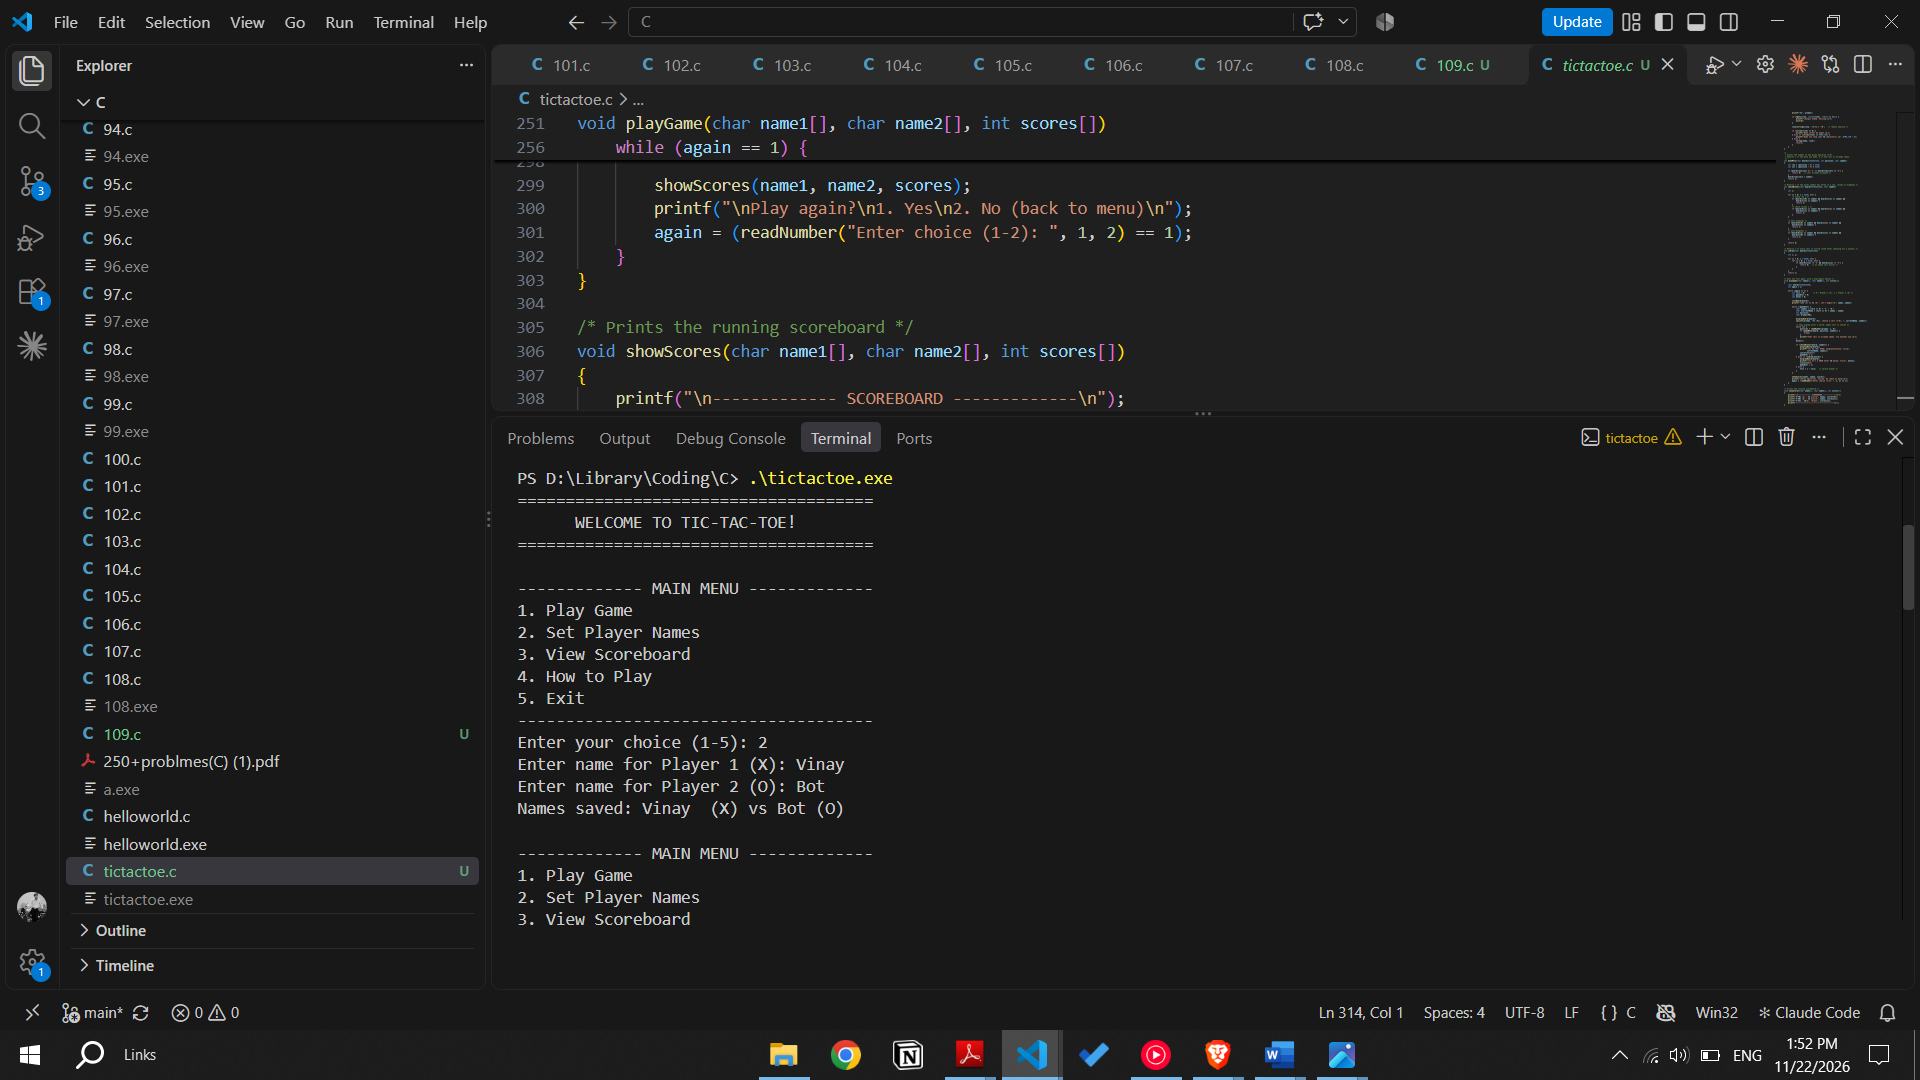 File Edit Selection View Go Run Terminal Help
C
Update
Explorer
C
94.c
94.exe
95.c
95.exe
96.c
96.exe
97.c
97.exe
98.c
98.exe
99.c
99.exe
100.c
101.c
102.c
103.c
104.c
105.c
106.c
107.c
108.c
108.exe
109.c U
250+problmes(C) (1).pdf
a.exe
helloworld.c
helloworld.exe
tictactoe.c U
tictactoe.exe
Outline
Timeline
3
1
1
101.c 102.c 103.c 104.c 105.c 106.c 107.c 108.c 109.c U tictactoe.c U
tictactoe.c > ...
251 void playGame(char name1[], char name2[], int scores[])
256 while (again == 1) {
298
299 showScores(name1, name2, scores);
300 printf("\nPlay again?\n1. Yes\n2. No (back to menu)\n");
301 again = (readNumber("Enter choice (1-2): ", 1, 2) == 1);
302 }
303 }
304
305 /* Prints the running scoreboard */
306 void showScores(char name1[], char name2[], int scores[])
307 {
308 printf("\n------------- SCOREBOARD -------------\n");
Problems Output Debug Console Terminal Ports
tictactoe
PS D:\Library\Coding\C> .\tictactoe.exe
=====================================
WELCOME TO TIC-TAC-TOE!
=====================================
------------- MAIN MENU -------------
1. Play Game
2. Set Player Names
3. View Scoreboard
4. How to Play
5. Exit
-------------------------------------
Enter your choice (1-5): 2
Enter name for Player 1 (X): Vinay
Enter name for Player 2 (O): Bot
Names saved: Vinay  (X) vs Bot (O)
------------- MAIN MENU -------------
1. Play Game
2. Set Player Names
3. View Scoreboard
main* 0 0
Ln 314, Col 1 Spaces: 4 UTF-8 LF { } C Win32 Claude Code
Links
ENG
1:52 PM
11/22/2026